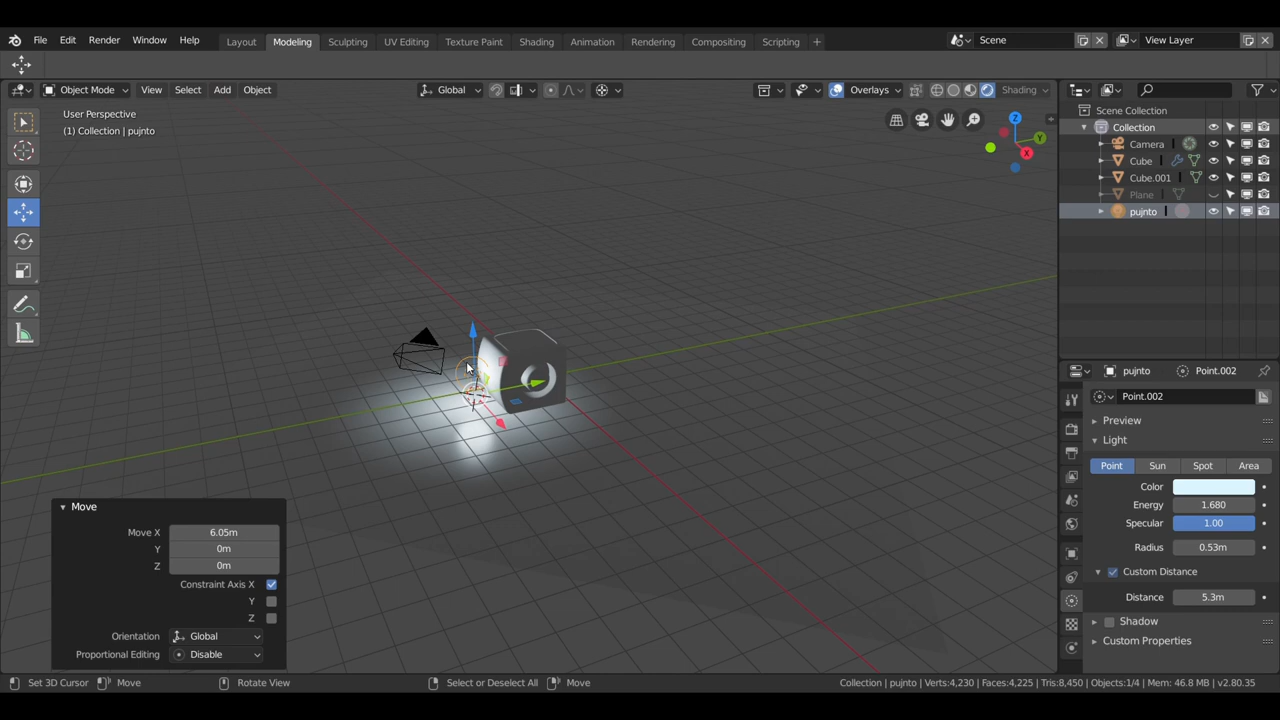 File Edit Render Window Help Layout Modeling Sculpting UV Editing Texture Paint Shading Animation Rendering Compositing Scripting + Scene View Layer
Object Mode View Select Add Object Global Overlays Shading
User Perspective
(1) Collection | pujnto
Z
Y
X
Scene Collection
Collection
Camera
Cube
Cube.001
Plane
pujnto
pujnto Point.002
Point.002
Preview
Light
Point Sun Spot Area
Color
Energy 1.680
Specular 1.00
Radius 0.53m
Custom Distance
Distance 5.3m
Shadow
Custom Properties
Move
Move X 6.05m
Y 0m
Z 0m
Constraint Axis X
Y
Z
Orientation Global
Proportional Editing Disable
Set 3D Cursor Move Rotate View Select or Deselect All Move Collection | pujnto | Verts:4,230 | Faces:4,225 | Tris:8,450 | Objects:1/4 | Mem: 46.8 MB | v2.80.35